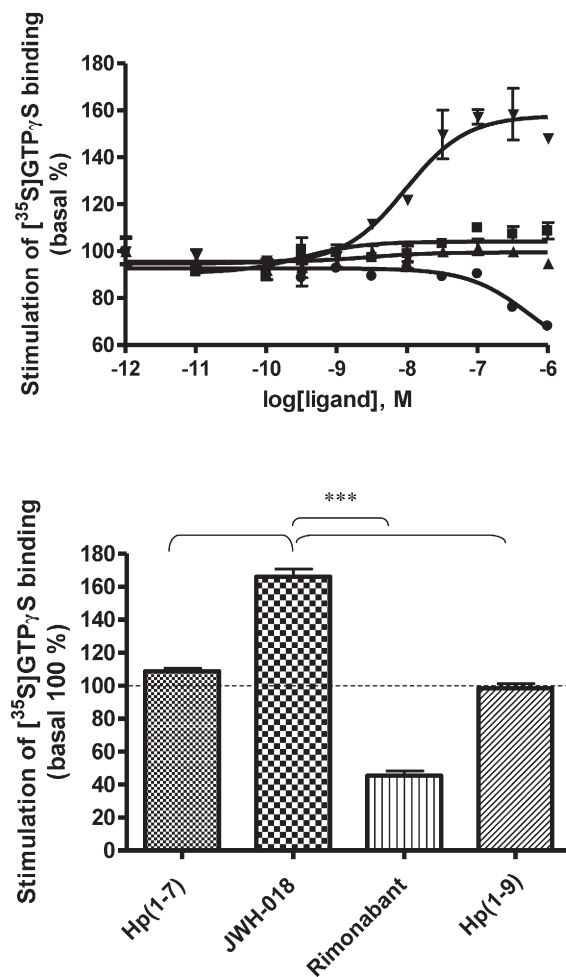 Stimulation of [35S]GTPγS binding
(basal %)
180
160
140
120
100
80
60
-12 -11 -10 -9 -8 -7 -6
log[ligand], M
Stimulation of [35S]GTPγS binding
(basal 100 %)
***
180
160
140
120
100
80
60
40
20
0
Hp(1-7) JWH-018 Rimonabant Hp(1-9)